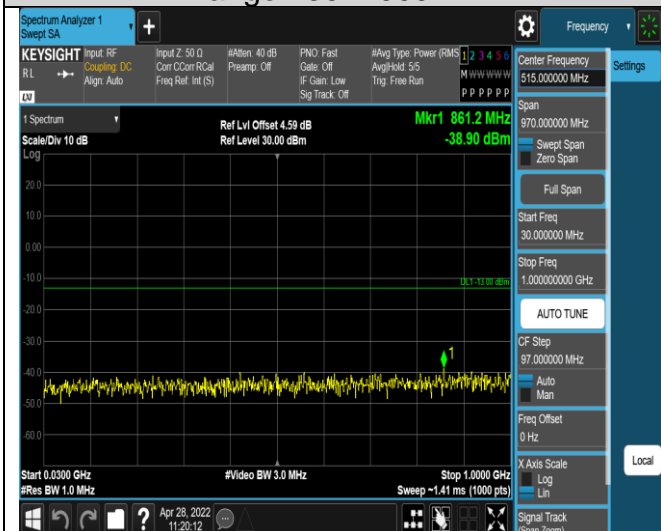 Spectrum Analyzer 1
Swept SA
+
Frequency
KEYSIGHT
RL
Input: RF
Coupling: DC
Align: Auto
Input Z: 50 Ω
Corr CCorr RCal
Freq Ref: Int (S)
#Atten: 40 dB
Preamp: Off
PNO: Fast
Gate: Off
IF Gain: Low
Sig Track: Off
#Avg Type: Power (RMS
Avg|Hold: 5/5
Trig: Free Run
1 2 3 4 5 6
M W W W W W
P P P P P P
LXI
1 Spectrum
Scale/Div 10 dB
Log
Ref Lvl Offset 4.59 dB
Ref Level 30.00 dBm
Mkr1 861.2 MHz
-38.90 dBm
20.0
10.0
0.00
-10.0
DL1 -13.00 dBm
-20.0
-30.0
1
-40.0
-50.0
-60.0
Start 0.0300 GHz
#Res BW 1.0 MHz
#Video BW 3.0 MHz
Stop 1.0000 GHz
Sweep ~1.41 ms (1000 pts)
?
Apr 28, 2022
11:20:12
Center Frequency
515.000000 MHz
Span
970.000000 MHz
Swept Span
Zero Span
Full Span
Start Freq
30.000000 MHz
Stop Freq
1.000000000 GHz
AUTO TUNE
CF Step
97.000000 MHz
Auto
Man
Freq Offset
0 Hz
X Axis Scale
Log
Lin
Signal Track
(Span Zoom)
Settings
Local